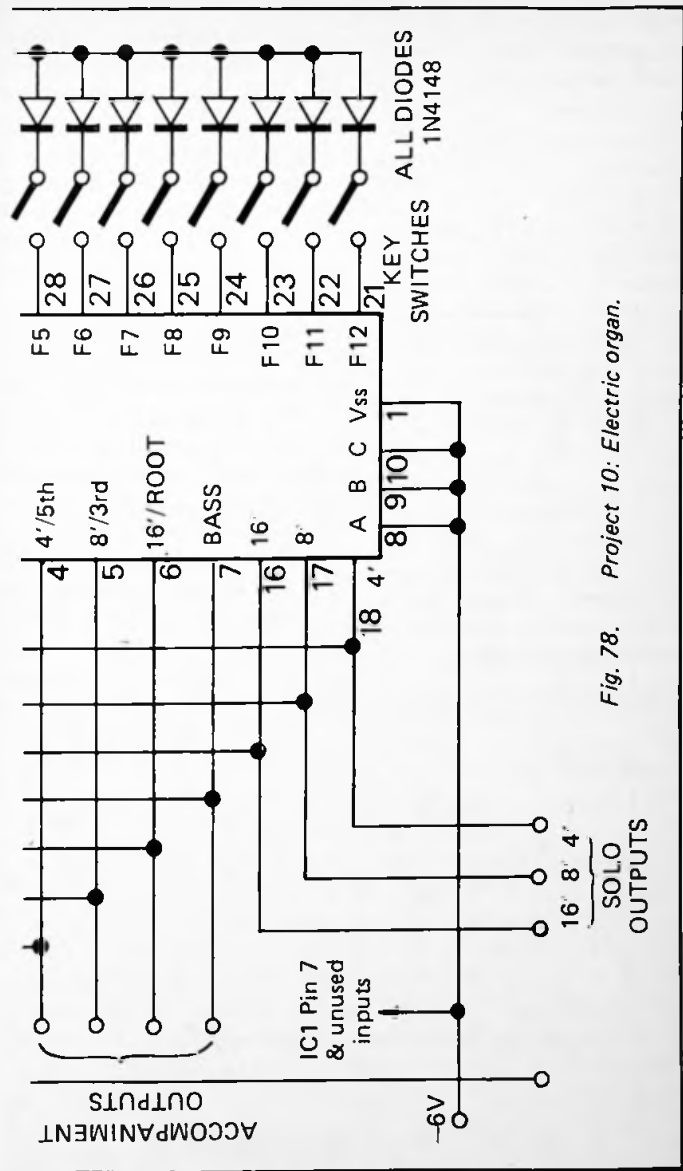 ALL DIODES
1N4148
KEY
SWITCHES
F5
28
F6
27
F7
26
F8
25
F9
24
F10
23
F11
22
F12
21
4'/5th
4
8'/3rd
5
16'/ROOT
6
BASS
7
16'
16
8'
17
4'
18
A
8
B
9
C
10
Vss
1
ACCOMPANIMENT
OUTPUTS
IC1 Pin 7
& unused
inputs
16' 8' 4'
SOLO
OUTPUTS
-6V
Fig. 78. Project 10: Electric organ.